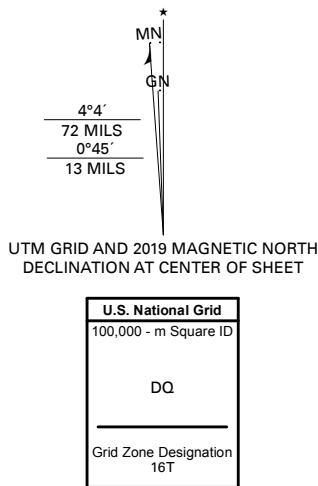 ★
MN
GN
4°4´
72 MILS
0°45´
13 MILS
UTM GRID AND 2019 MAGNETIC NORTH
DECLINATION AT CENTER OF SHEET
U.S. National Grid
100,000 - m Square ID
DQ
Grid Zone Designation
16T